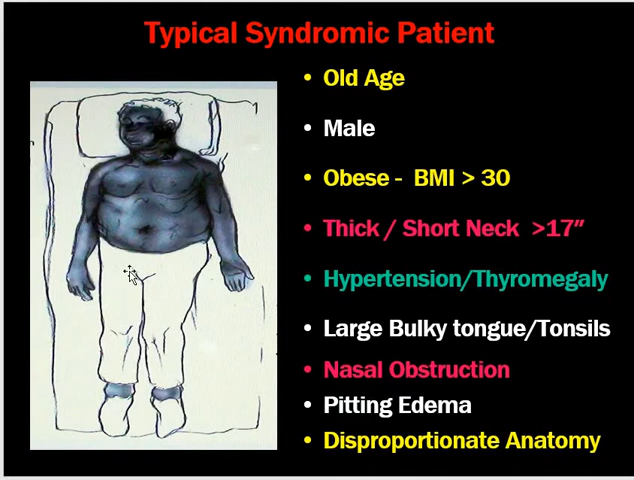 Typical Syndromic Patient
• Old Age
• Male
• Obese - BMI > 30
• Thick / Short Neck >17"
• Hypertension/Thyromegaly
• Large Bulky tongue/Tonsils
• Nasal Obstruction
• Pitting Edema
• Disproportionate Anatomy